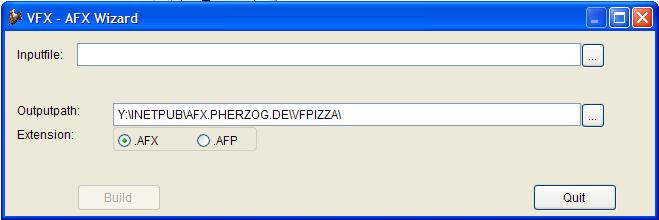 VFX - AFX Wizard
Inputfile: ...
Outputpath: Y:\INETPUB\AFX.PHERZOG.DE\VFPIZZA\ ...
Extension: .AFX .AFP
Build Quit